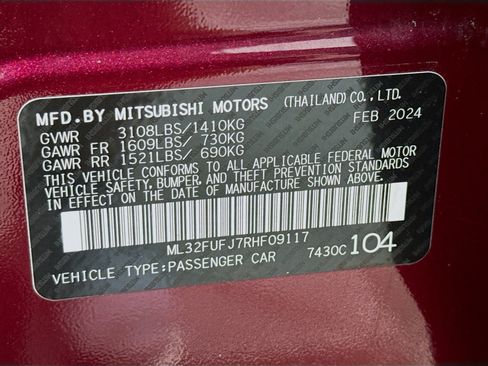 MFD.BY MITSUBISHI MOTORS (THAILAND) CO.,LTD.
GVWR 3108LBS/1410KG FEB 2024
GAWR FR 1609LBS/ 730KG
GAWR RR 1521LBS/ 690KG
THIS VEHICLE CONFORMS TO ALL APPLICABLE FEDERAL MOTOR
VEHICLE SAFETY, BUMPER, AND THEFT PREVENTION STANDARDS
IN EFFECT ON THE DATE OF MANUFACTURE SHOWN ABOVE.
ML32FUFJ7RHF09117
VEHICLE TYPE:PASSENGER CAR 7430C 104